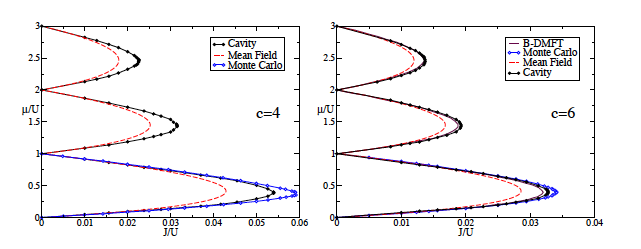 3
2.5
2
μ/U
1.5
1
0.5
0
0 0.01 0.02 0.03 0.04 0.05 0.06
J/U
Cavity
Mean Field
Monte Carlo
c=4
3
2.5
2
μ/U
1.5
1
0.5
0
0 0.01 0.02 0.03 0.04
J/U
B-DMFT
Monte Carlo
Mean Field
Cavity
c=6